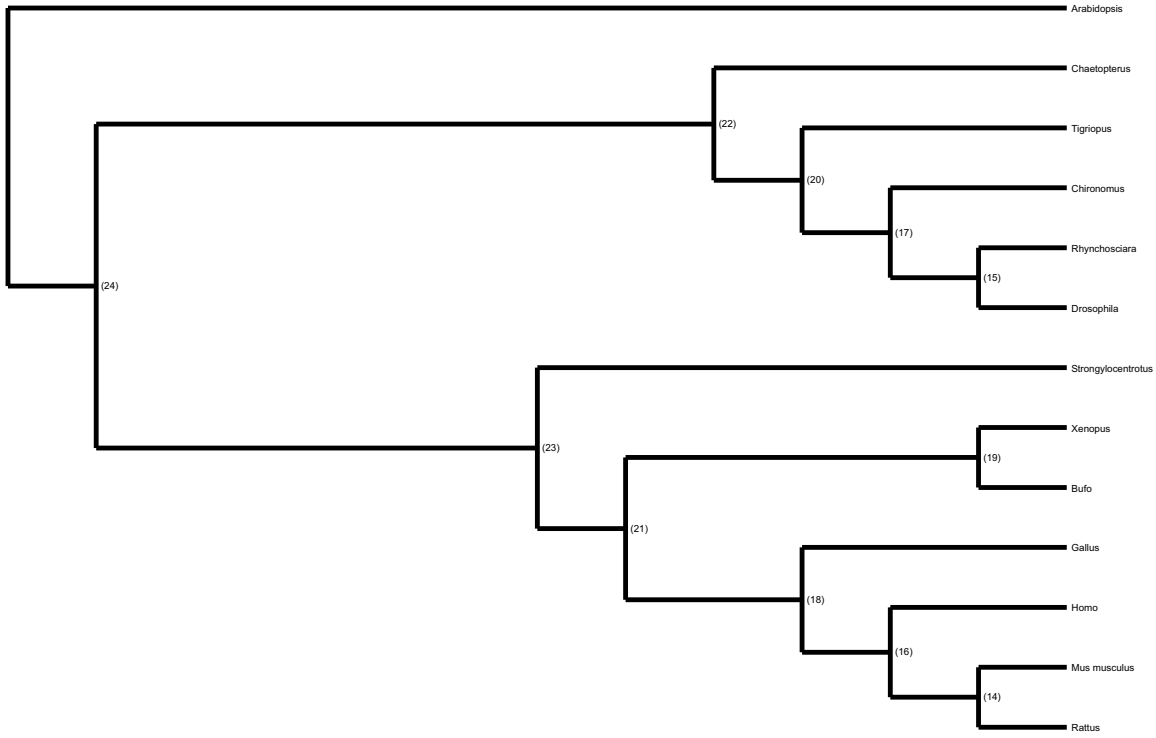 Arabidopsis
Chaetopterus
(22)
Tigriopus
(20)
Chironomus
(17)
Rhynchosciara
(15)
(24)
Drosophila
Strongylocentrotus
Xenopus
(23)
(19)
Bufo
(21)
Gallus
(18)
Homo
(16)
Mus musculus
(14)
Rattus